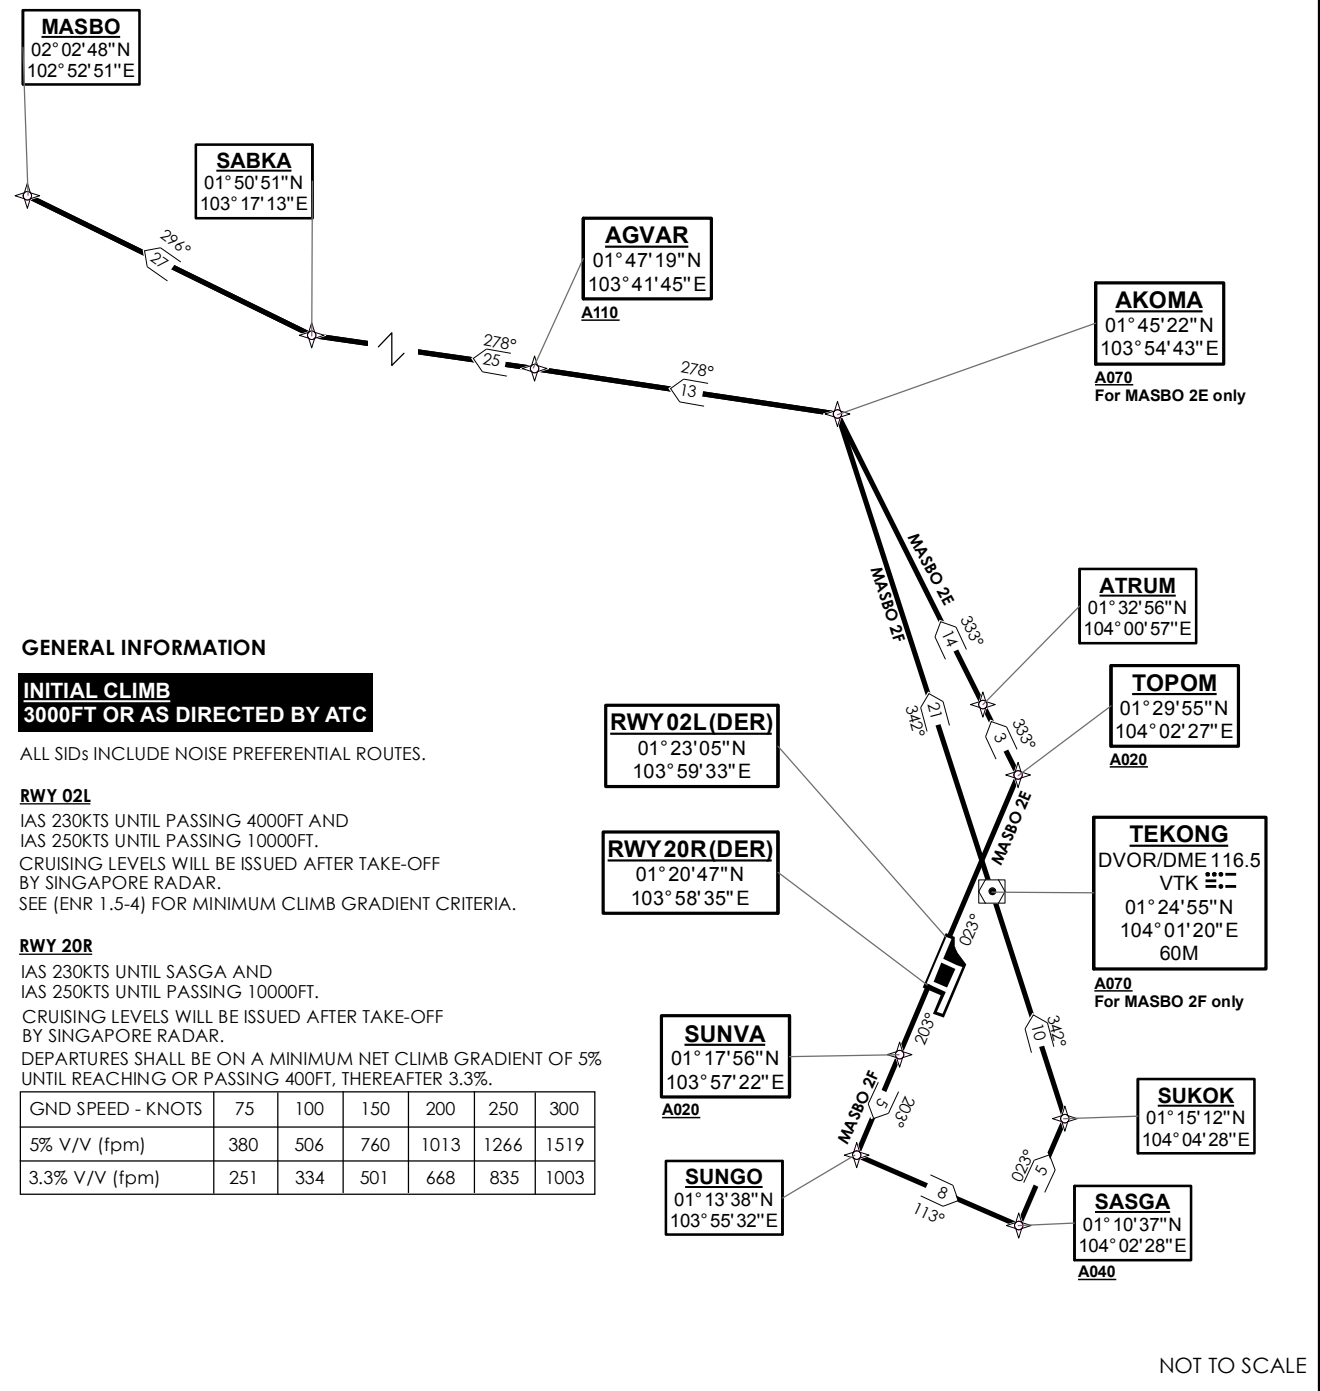 MASBO
02°02'48"N
102°52'51"E
SABKA
01°50'51"N
103°17'13"E
AGVAR
01°47'19"N
103°41'45"E
A110
AKOMA
01°45'22"N
103°54'43"E
A070
For MASBO 2E only
296°
27
278°
25
278°
13
MASBO 2E
MASBO 2F
333°
14
ATRUM
01°32'56"N
104°00'57"E
TOPOM
01°29'55"N
104°02'27"E
A020
21
342°
333°
3
MASBO 2E
RWY 02L(DER)
01°23'05"N
103°59'33"E
RWY 20R(DER)
01°20'47"N
103°58'35"E
TEKONG
DVOR/DME 116.5
VTK
01°24'55"N
104°01'20"E
60M
A070
For MASBO 2F only
023°
203°
SUNVA
01°17'56"N
103°57'22"E
A020
342°
10
MASBO 2F
5
203°
SUKOK
01°15'12"N
104°04'28"E
SUNGO
01°13'38"N
103°55'32"E
8
113°
023°
5
SASGA
01°10'37"N
104°02'28"E
A040
GENERAL INFORMATION
INITIAL CLIMB
3000FT OR AS DIRECTED BY ATC
ALL SIDs INCLUDE NOISE PREFERENTIAL ROUTES.
RWY 02L
IAS 230KTS UNTIL PASSING 4000FT AND
IAS 250KTS UNTIL PASSING 10000FT.
CRUISING LEVELS WILL BE ISSUED AFTER TAKE-OFF
BY SINGAPORE RADAR.
SEE (ENR 1.5-4) FOR MINIMUM CLIMB GRADIENT CRITERIA.
RWY 20R
IAS 230KTS UNTIL SASGA AND
IAS 250KTS UNTIL PASSING 10000FT.
CRUISING LEVELS WILL BE ISSUED AFTER TAKE-OFF
BY SINGAPORE RADAR.
DEPARTURES SHALL BE ON A MINIMUM NET CLIMB GRADIENT OF 5%
UNTIL REACHING OR PASSING 400FT, THEREAFTER 3.3%.
GND SPEED - KNOTS 75 100 150 200 250 300
5% V/V (fpm) 380 506 760 1013 1266 1519
3.3% V/V (fpm) 251 334 501 668 835 1003
NOT TO SCALE